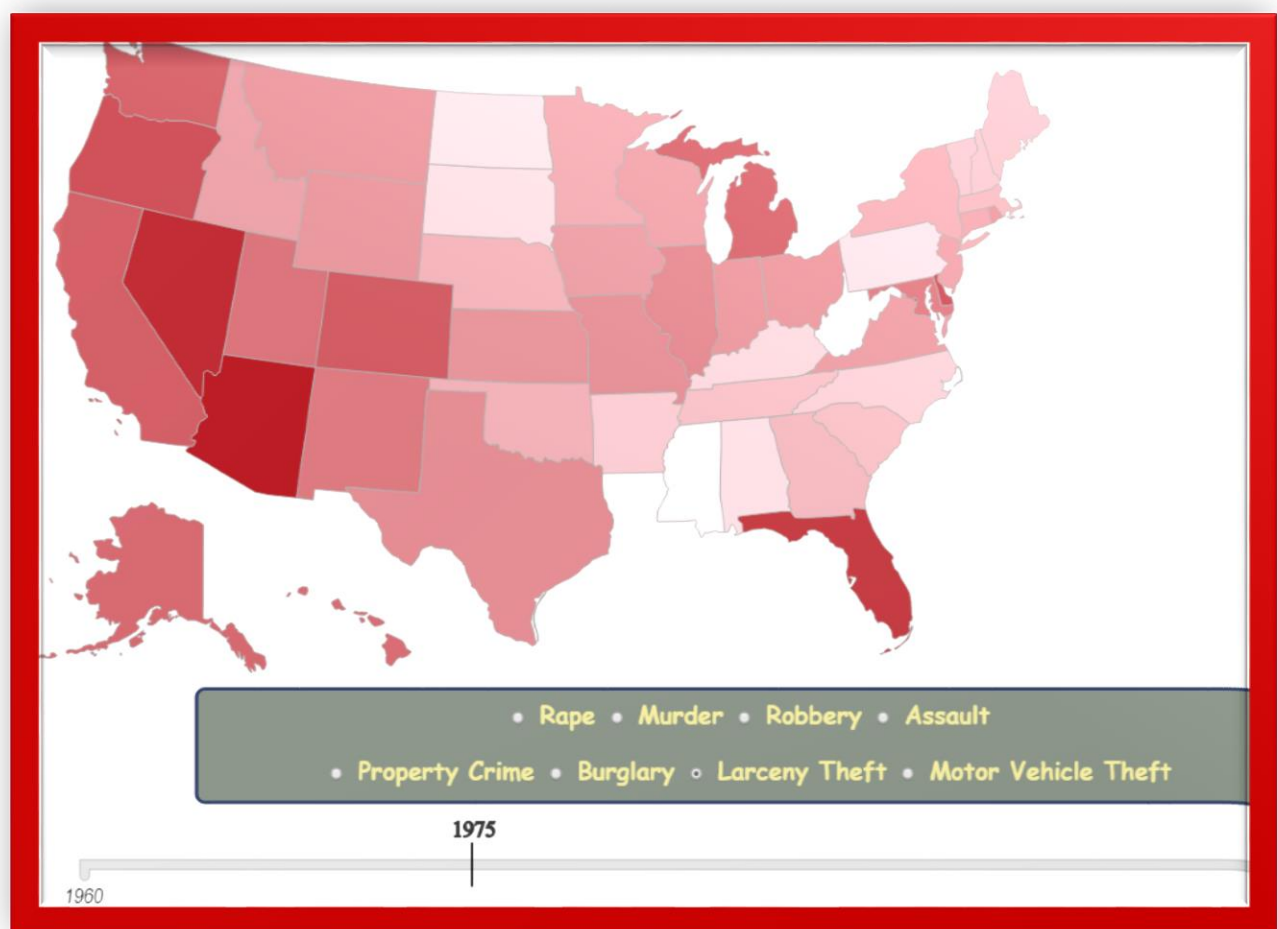 Rape Murder Robbery Assault
Property Crime Burglary Larceny Theft Motor Vehicle Theft
1975
1960